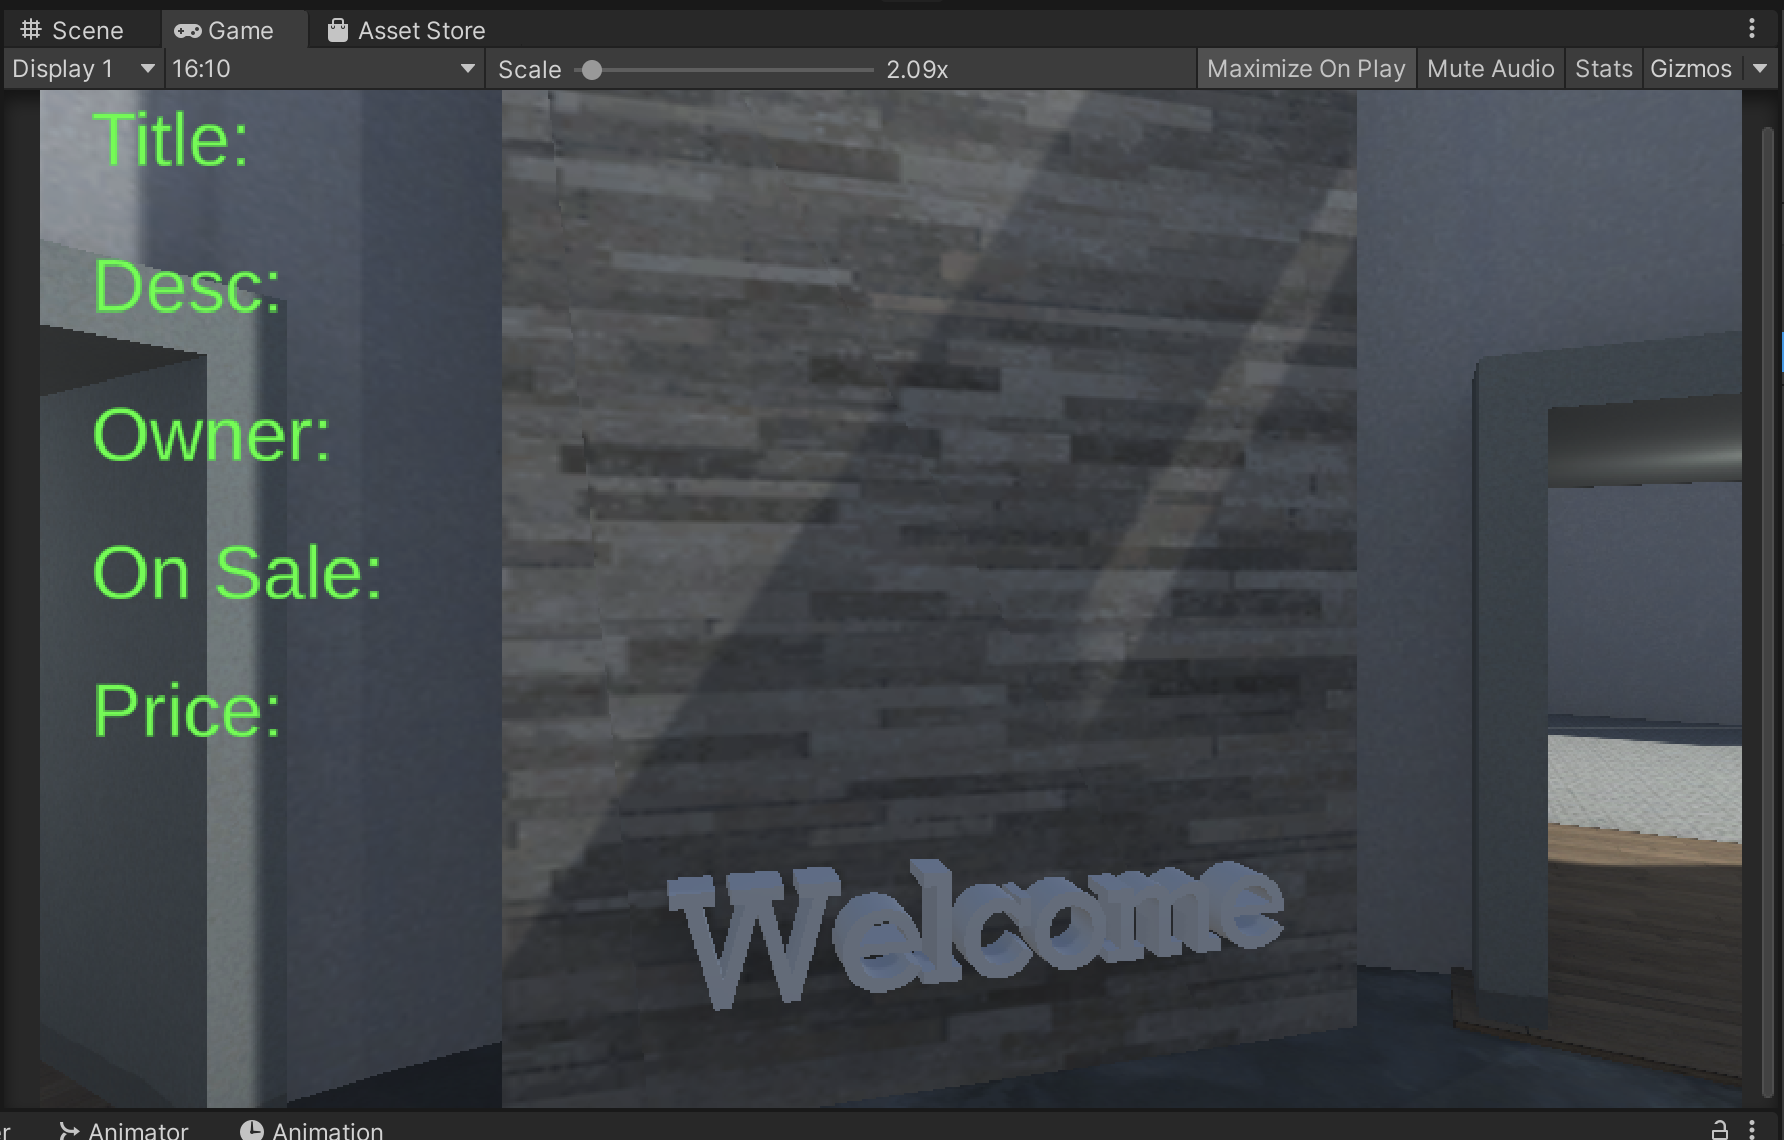 Scene Game Asset Store
Display 1 16:10 Scale 2.09x Maximize On Play Mute Audio Stats Gizmos
Title:
Desc:
Owner:
On Sale:
Price:
Welcome
Animator Animation